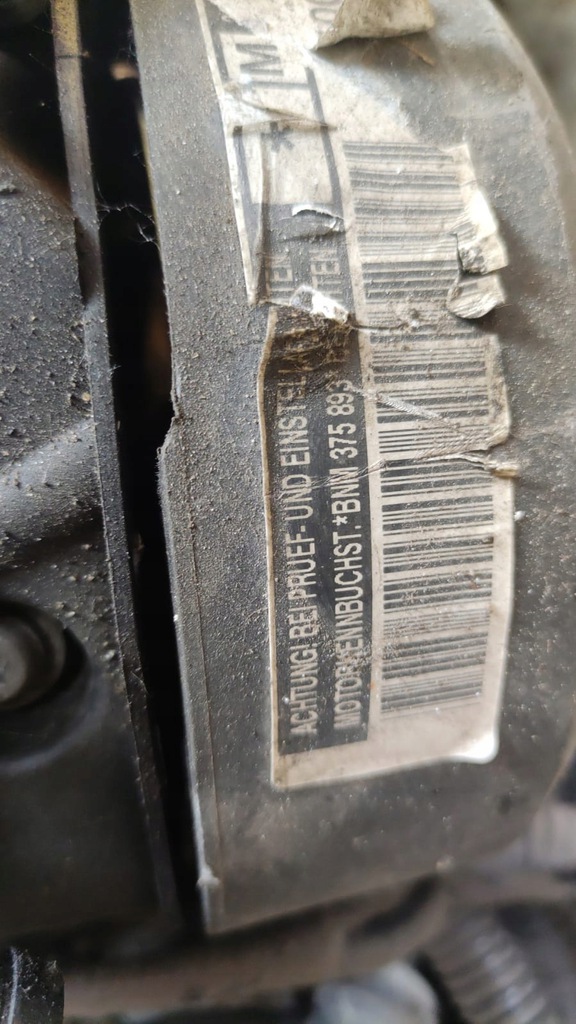 ACHTUNG! BEI PRUEF- UND EINSTELL
MOTORKENNBUCHST.*BNM 375 893